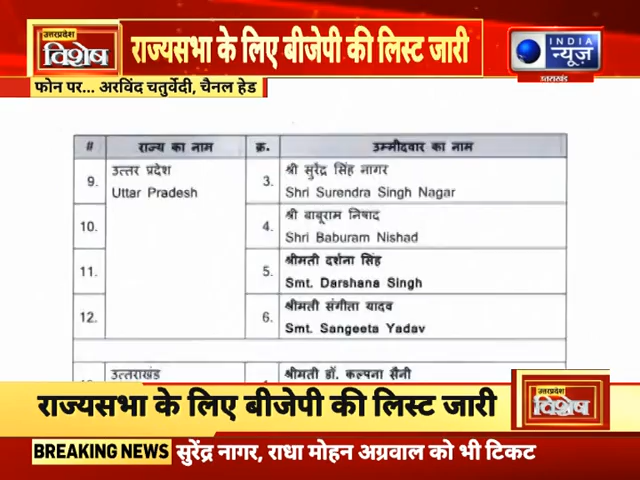 उत्तरप्रदेश
विशेष
राज्यसभा के लिए बीजेपी की लिस्ट जारी
INDIA
न्यूज़
उत्तराखंड
फोन पर... अरविंद चतुर्वेदी, चैनल हेड
# राज्य का नाम क्र. उम्मीदवार का नाम
9. उत्तर प्रदेश 3. श्री सुरेंद्र सिंह नागर
Uttar Pradesh Shri Surendra Singh Nagar
10. 4. श्री बाबूराम निषाद
Shri Baburam Nishad
11. 5. श्रीमती दर्शना सिंह
Smt. Darshana Singh
12. 6. श्रीमती संगीता यादव
Smt. Sangeeta Yadav
उत्तराखंड श्रीमती डॉ. कल्पना सैनी
राज्यसभा के लिए बीजेपी की लिस्ट जारी
उत्तरप्रदेश
विशेष
BREAKING NEWS सुरेंद्र नागर, राधा मोहन अग्रवाल को भी टिकट